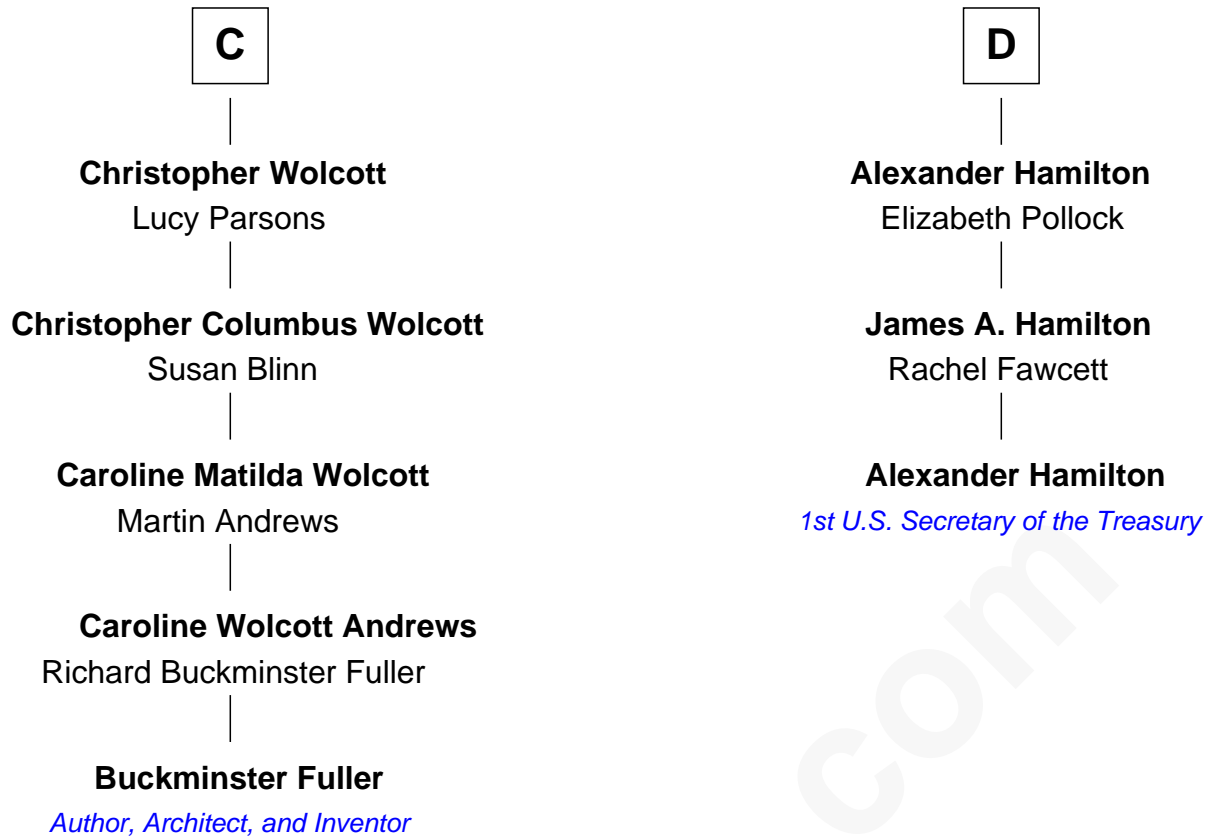 C
Christopher Wolcott
Lucy Parsons
Christopher Columbus Wolcott
Susan Blinn
Caroline Matilda Wolcott
Martin Andrews
Caroline Wolcott Andrews
Richard Buckminster Fuller
Buckminster Fuller
Author, Architect, and Inventor
D
Alexander Hamilton
Elizabeth Pollock
James A. Hamilton
Rachel Fawcett
Alexander Hamilton
1st U.S. Secretary of the Treasury
com